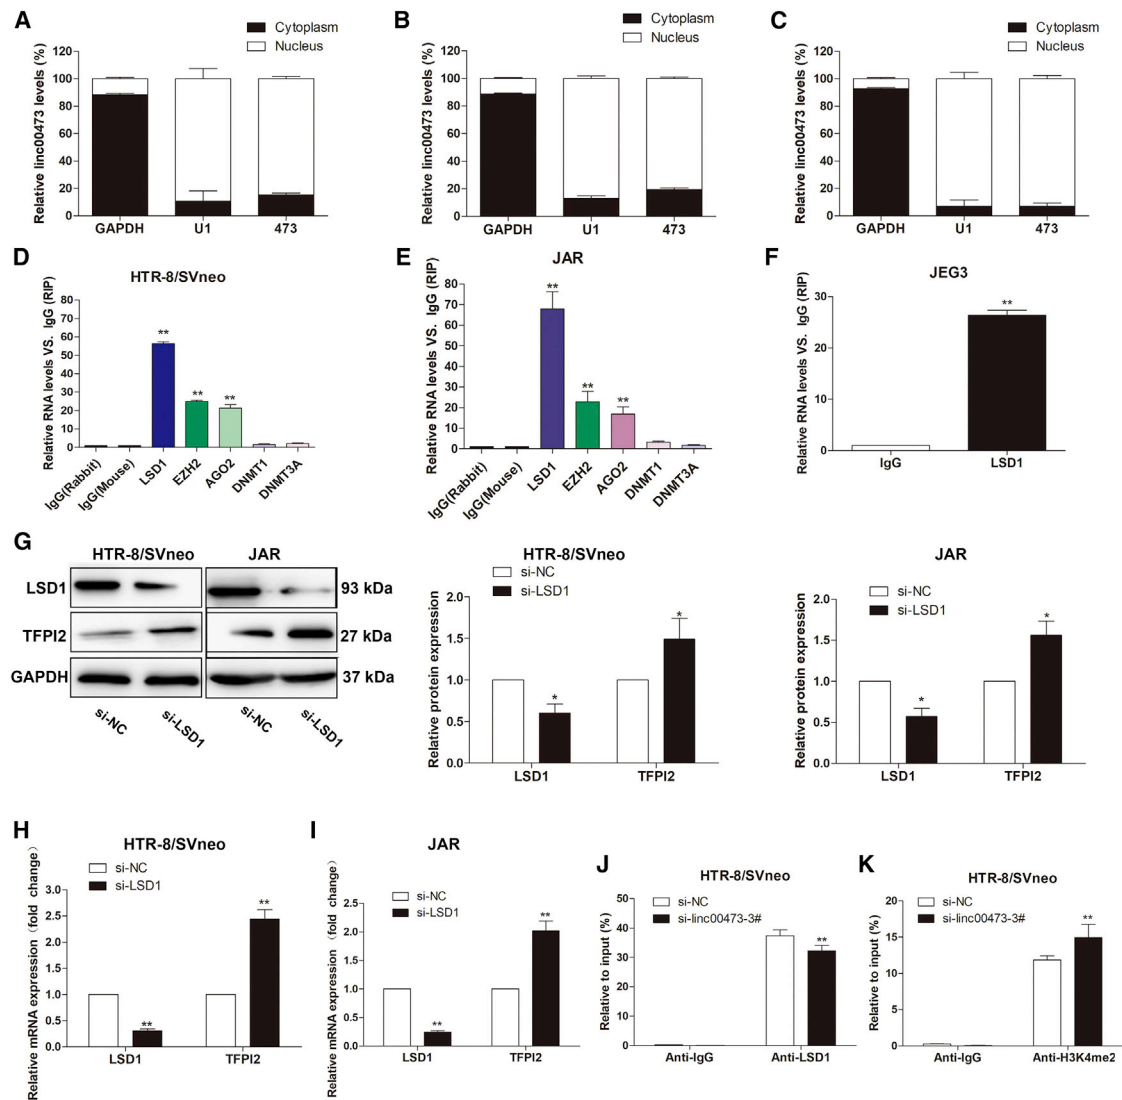 A
Cytoplasm
Nucleus
Relative linc00473 levels (%)
120
100
80
60
40
20
0
GAPDH
U1
473
B
Cytoplasm
Nucleus
Relative linc00473 levels (%)
120
100
80
60
40
20
0
GAPDH
U1
473
C
Cytoplasm
Nucleus
Relative linc00473 levels (%)
120
100
80
60
40
20
0
GAPDH
U1
473
D
HTR-8/SVneo
Relative RNA levels VS. IgG (RIP)
80
70
60
50
40
30
20
10
0
**
**
**
IgG(Rabbit)
IgG(Mouse)
LSD1
EZH2
AGO2
DNMT1
DNMT3A
E
JAR
Relative RNA levels VS. IgG (RIP)
80
70
60
50
40
30
20
10
0
**
**
**
IgG(Rabbit)
IgG(Mouse)
LSD1
EZH2
AGO2
DNMT1
DNMT3A
F
JEG3
Relative RNA levels VS. IgG (RIP)
30
20
10
0
**
IgG
LSD1
G
HTR-8/SVneo
JAR
LSD1
93 kDa
TFPI2
27 kDa
GAPDH
37 kDa
si-NC
si-LSD1
si-NC
si-LSD1
HTR-8/SVneo
si-NC
si-LSD1
Relative protein expression
2.0
1.5
1.0
0.5
0.0
*
*
LSD1
TFPI2
JAR
si-NC
si-LSD1
Relative protein expression
2.0
1.5
1.0
0.5
0.0
*
*
LSD1
TFPI2
H
HTR-8/SVneo
si-NC
si-LSD1
Relative mRNA expression (fold change)
3.0
2.5
2.0
1.5
1.0
0.5
0.0
**
**
LSD1
TFPI2
I
JAR
si-NC
si-LSD1
Relative mRNA expression (fold change)
2.5
2.0
1.5
1.0
0.5
0.0
**
**
LSD1
TFPI2
J
HTR-8/SVneo
si-NC
si-linc00473-3#
Relative to input (%)
50
40
30
20
10
0
**
Anti-IgG
Anti-LSD1
K
HTR-8/SVneo
si-NC
si-linc00473-3#
Relative to input (%)
20
15
10
5
0
**
Anti-IgG
Anti-H3K4me2